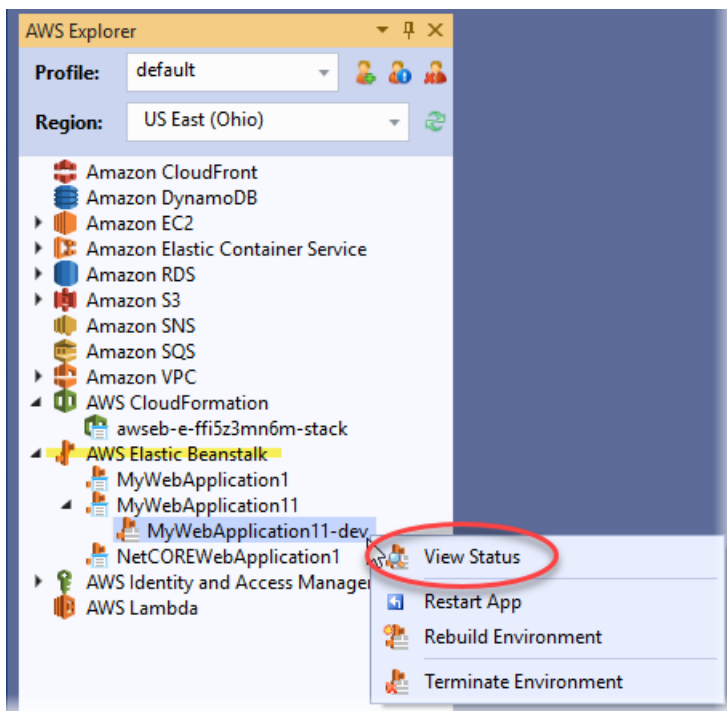 AWS Explorer
Profile: default
Region: US East (Ohio)
Amazon CloudFront
Amazon DynamoDB
Amazon EC2
Amazon Elastic Container Service
Amazon RDS
Amazon S3
Amazon SNS
Amazon SQS
Amazon VPC
AWS CloudFormation
awseb-e-ffi5z3mn6m-stack
AWS Elastic Beanstalk
MyWebApplication1
MyWebApplication11
MyWebApplication11-dev
NetCOREWebApplication1
AWS Identity and Access Manage
AWS Lambda
View Status
Restart App
Rebuild Environment
Terminate Environment